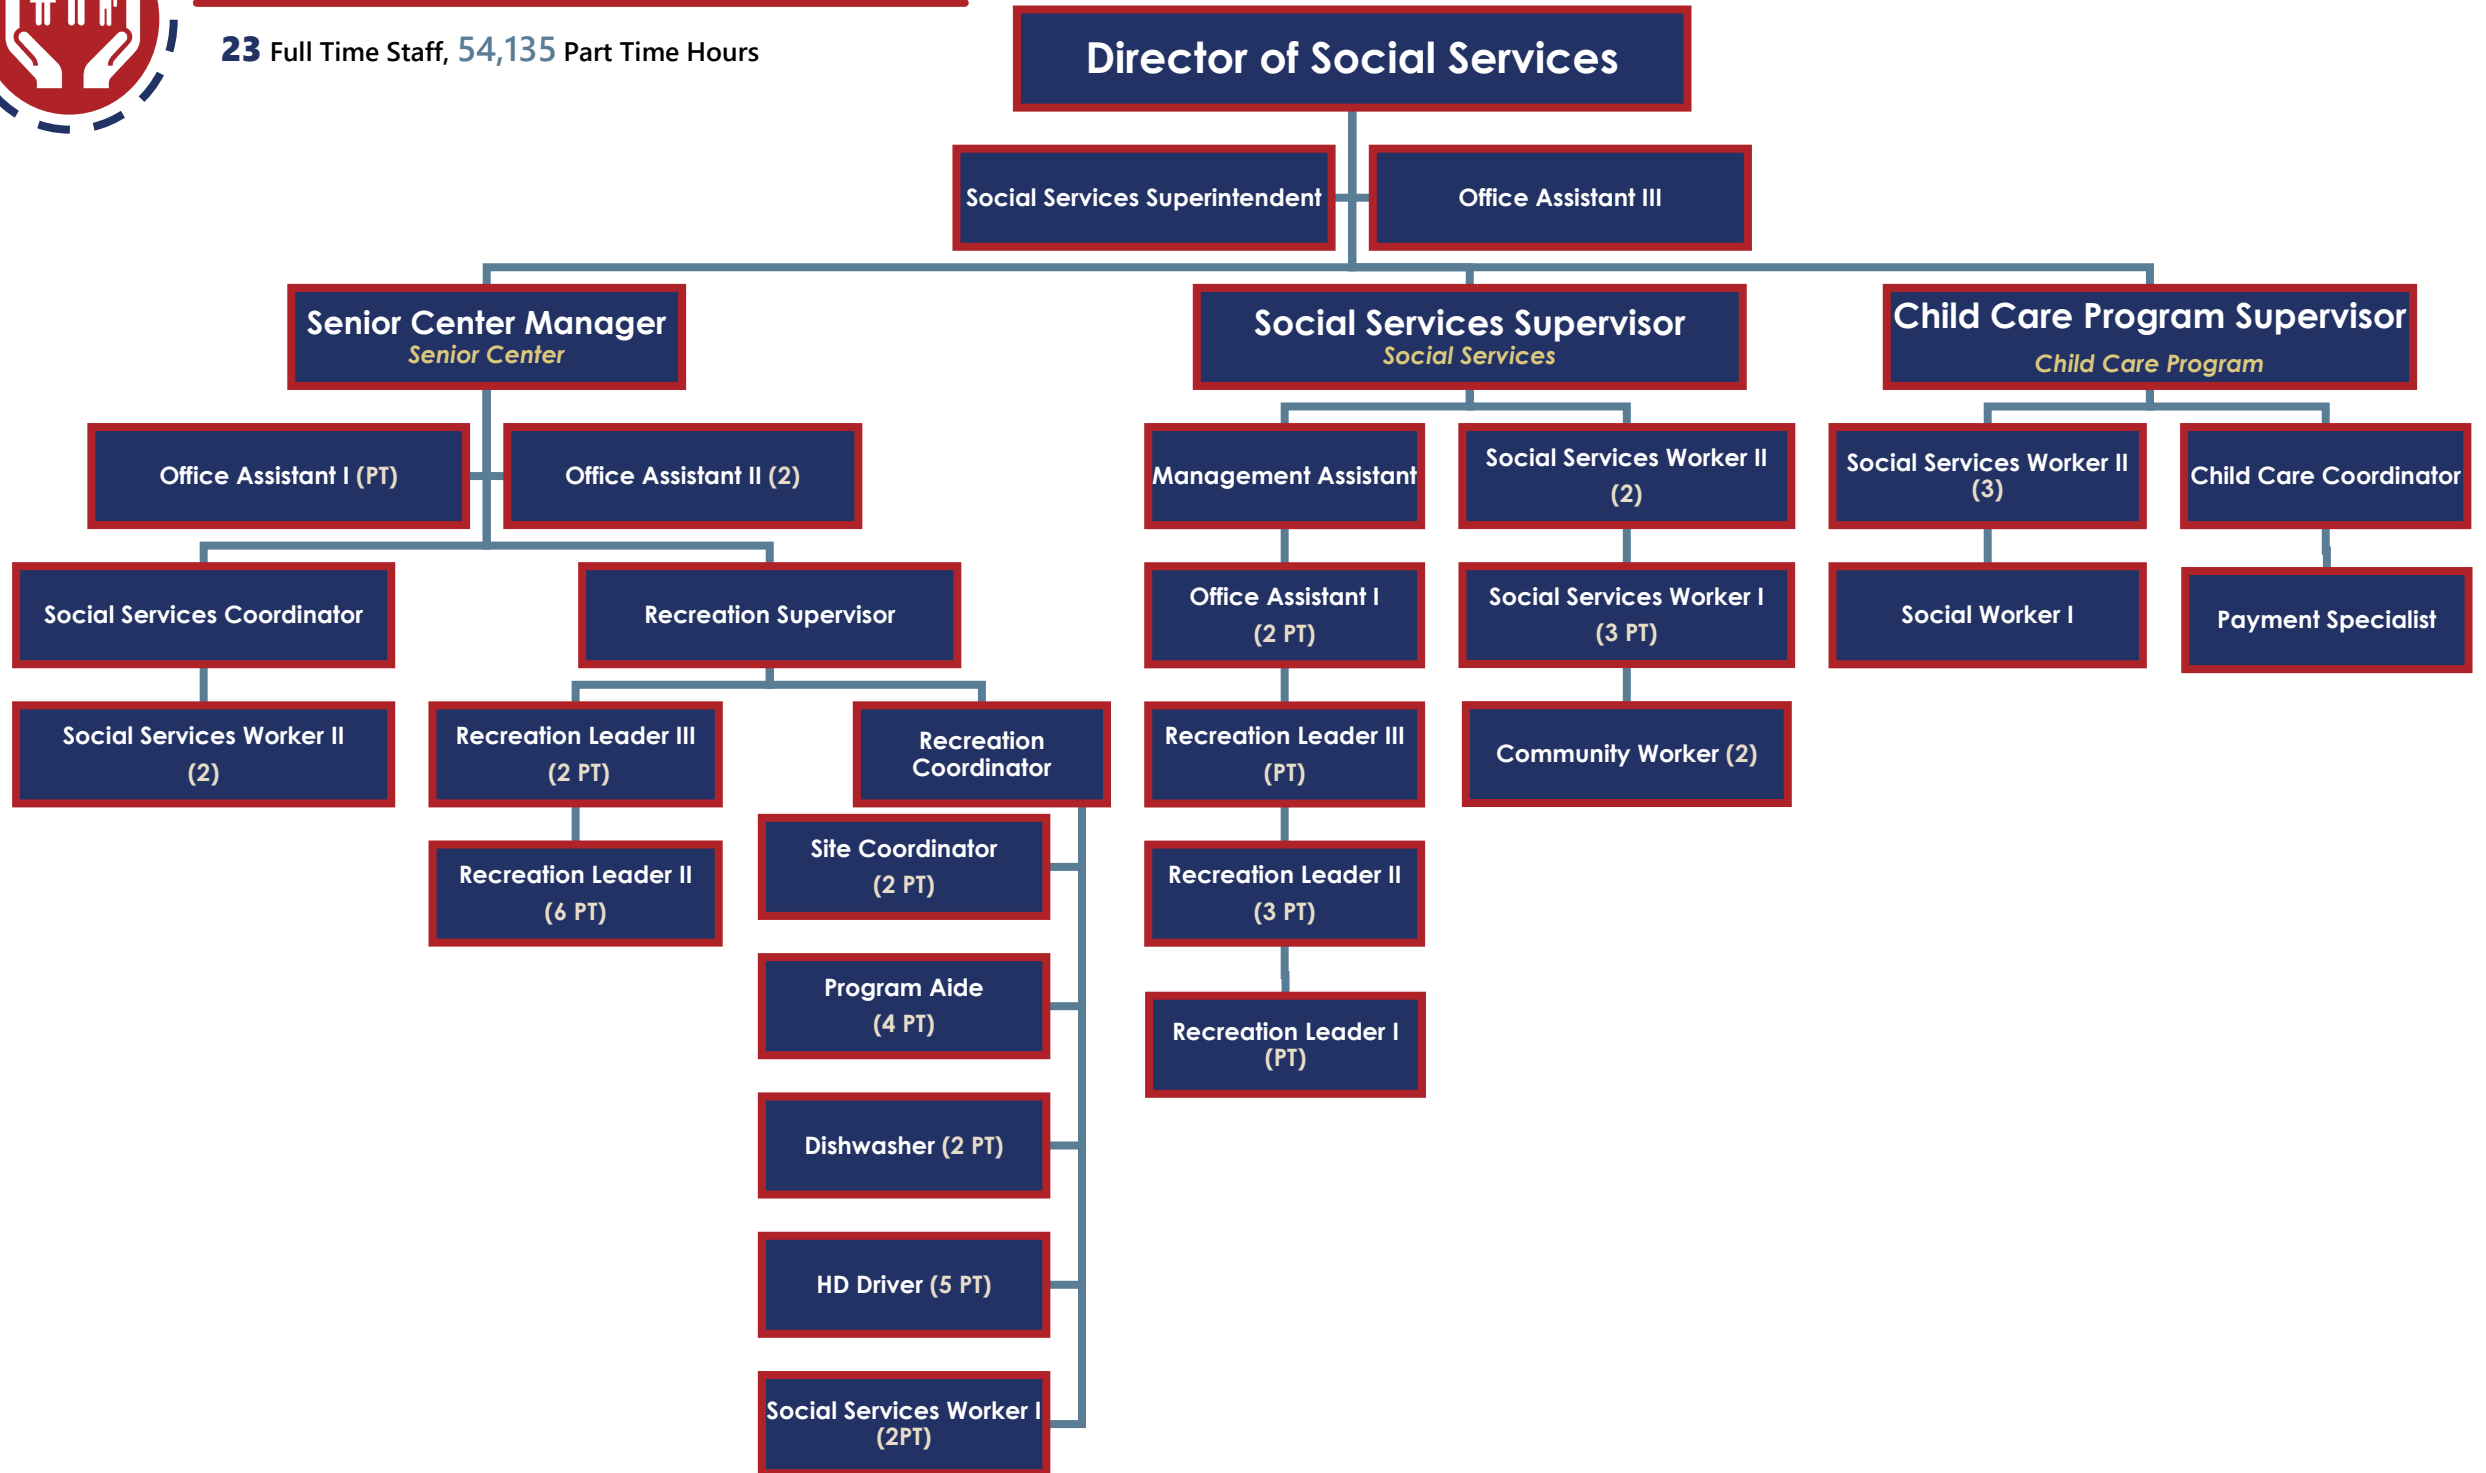 23 Full Time Staff, 54,135 Part Time Hours
Director of Social Services
Social Services Superintendent
Office Assistant III
Senior Center Manager
Senior Center
Social Services Supervisor
Social Services
Child Care Program Supervisor
Child Care Program
Office Assistant I (PT)
Office Assistant II (2)
Management Assistant
Social Services Worker II
(2)
Social Services Worker II
(3)
Child Care Coordinator
Social Services Coordinator
Recreation Supervisor
Office Assistant I
(2 PT)
Social Services Worker I
(3 PT)
Social Worker I
Payment Specialist
Social Services Worker II
(2)
Recreation Leader III
(2 PT)
Recreation
Coordinator
Recreation Leader III
(PT)
Community Worker (2)
Recreation Leader II
(6 PT)
Site Coordinator
(2 PT)
Recreation Leader II
(3 PT)
Program Aide
(4 PT)
Recreation Leader I
(PT)
Dishwasher (2 PT)
HD Driver (5 PT)
Social Services Worker I
(2PT)